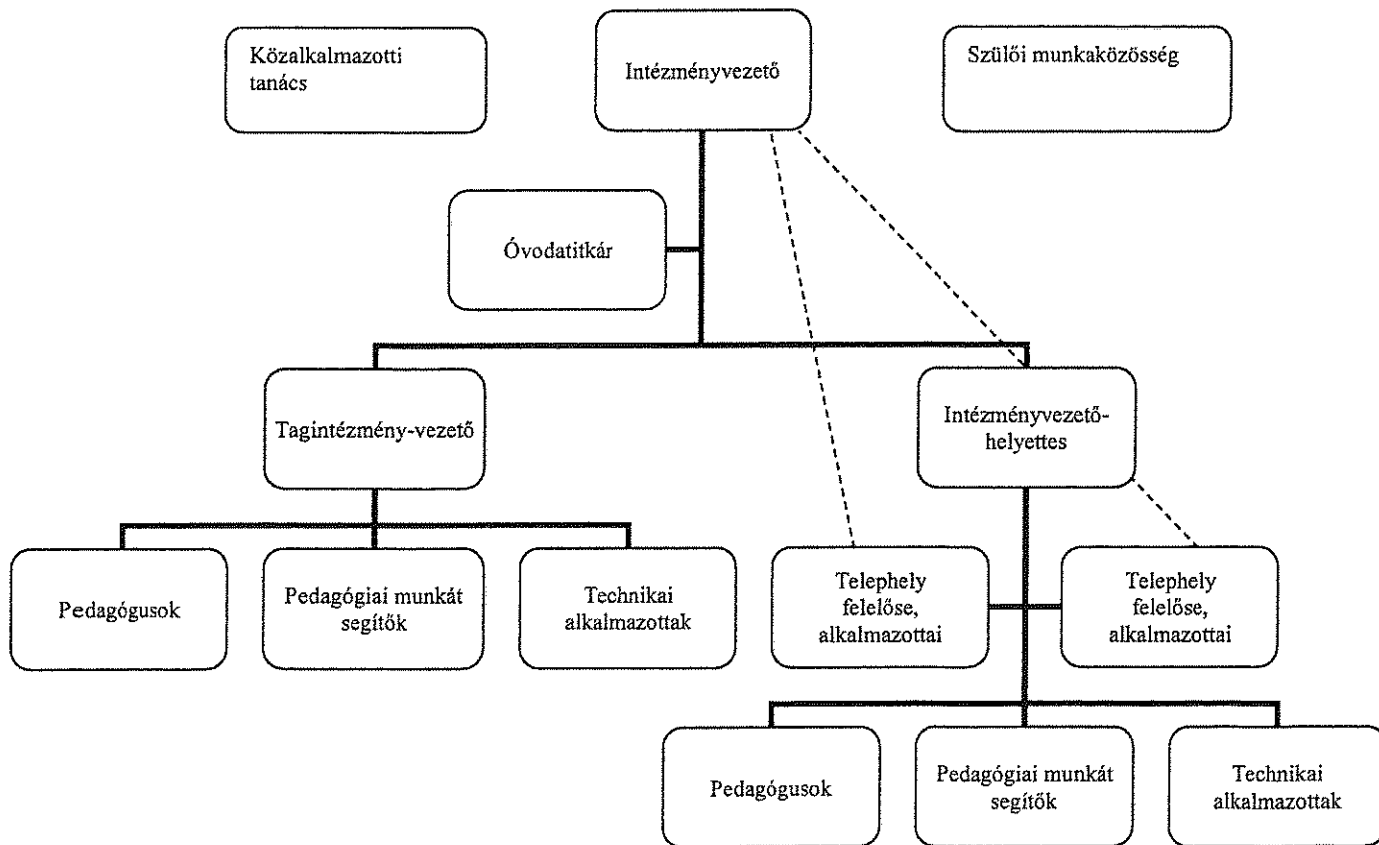 Közalkalmazotti
tanács
Intézményvezető
Szülői munkaközösség
Óvodatitkár
Tagintézmény-vezető
Intézményvezető-
helyettes
Pedagógusok
Pedagógiai munkát
segítők
Technikai
alkalmazottak
Telephely
felelőse,
alkalmazottai
Telephely
felelőse,
alkalmazottai
Pedagógusok
Pedagógiai munkát
segítők
Technikai
alkalmazottak